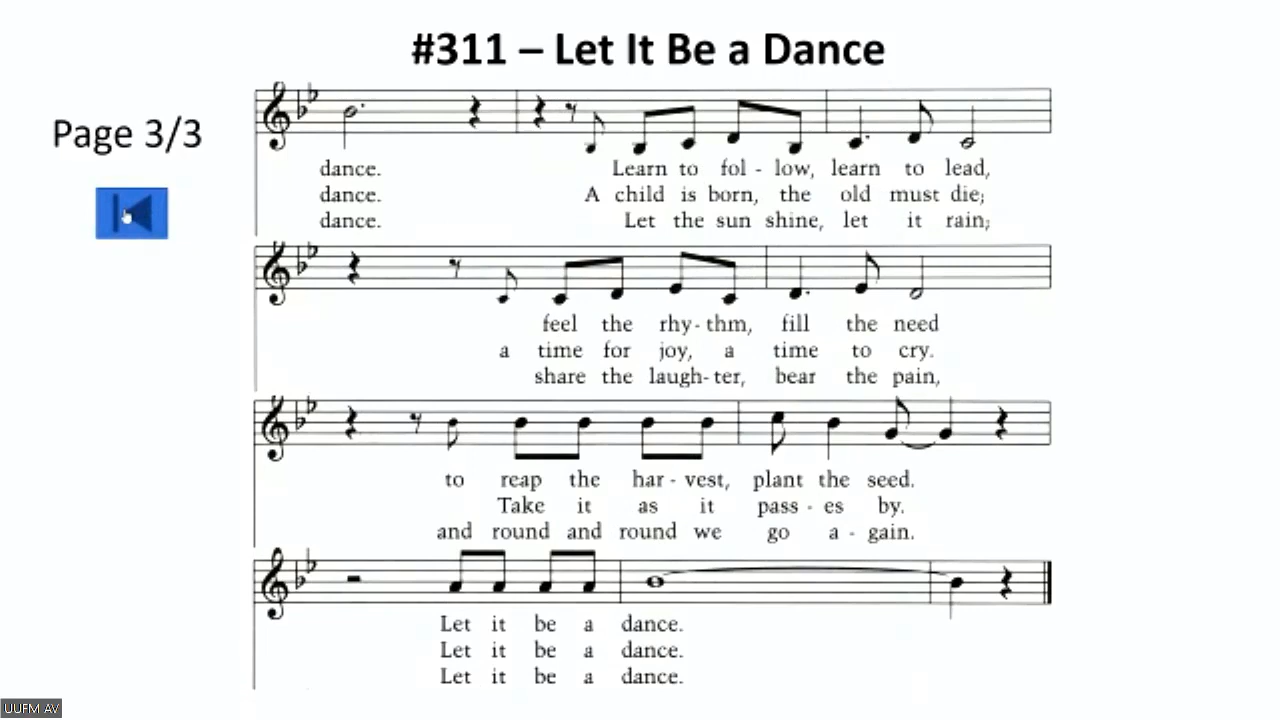 #311 – Let It Be a Dance
Page 3/3
dance. Learn to fol - low, learn to lead,
dance. A child is born, the old must die;
dance. Let the sun shine, let it rain;
feel the rhy - thm, fill the need
a time for joy, a time to cry.
share the laugh - ter, bear the pain,
to reap the har - vest, plant the seed.
Take it as it pass - es by.
and round and round we go a - gain.
Let it be a dance.
Let it be a dance.
Let it be a dance.
UUFM AV